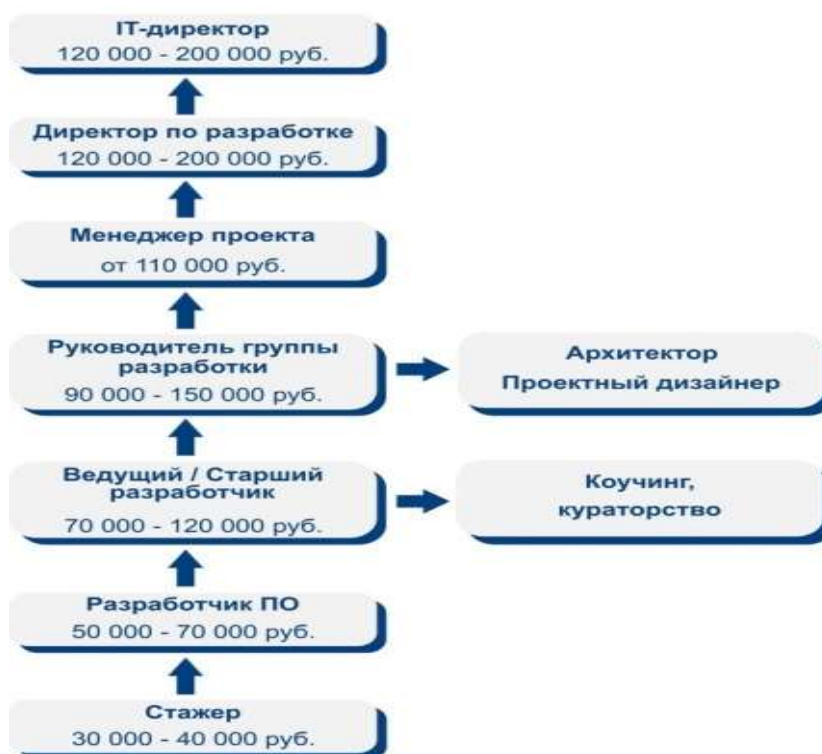 IT-директор
120 000 - 200 000 руб.
Директор по разработке
120 000 - 200 000 руб.
Менеджер проекта
от 110 000 руб.
Руководитель группы
разработки
90 000 - 150 000 руб.
Архитектор
Проектный дизайнер
Ведущий / Старший
разработчик
70 000 - 120 000 руб.
Коучинг,
кураторство
Разработчик ПО
50 000 - 70 000 руб.
Стажер
30 000 - 40 000 руб.